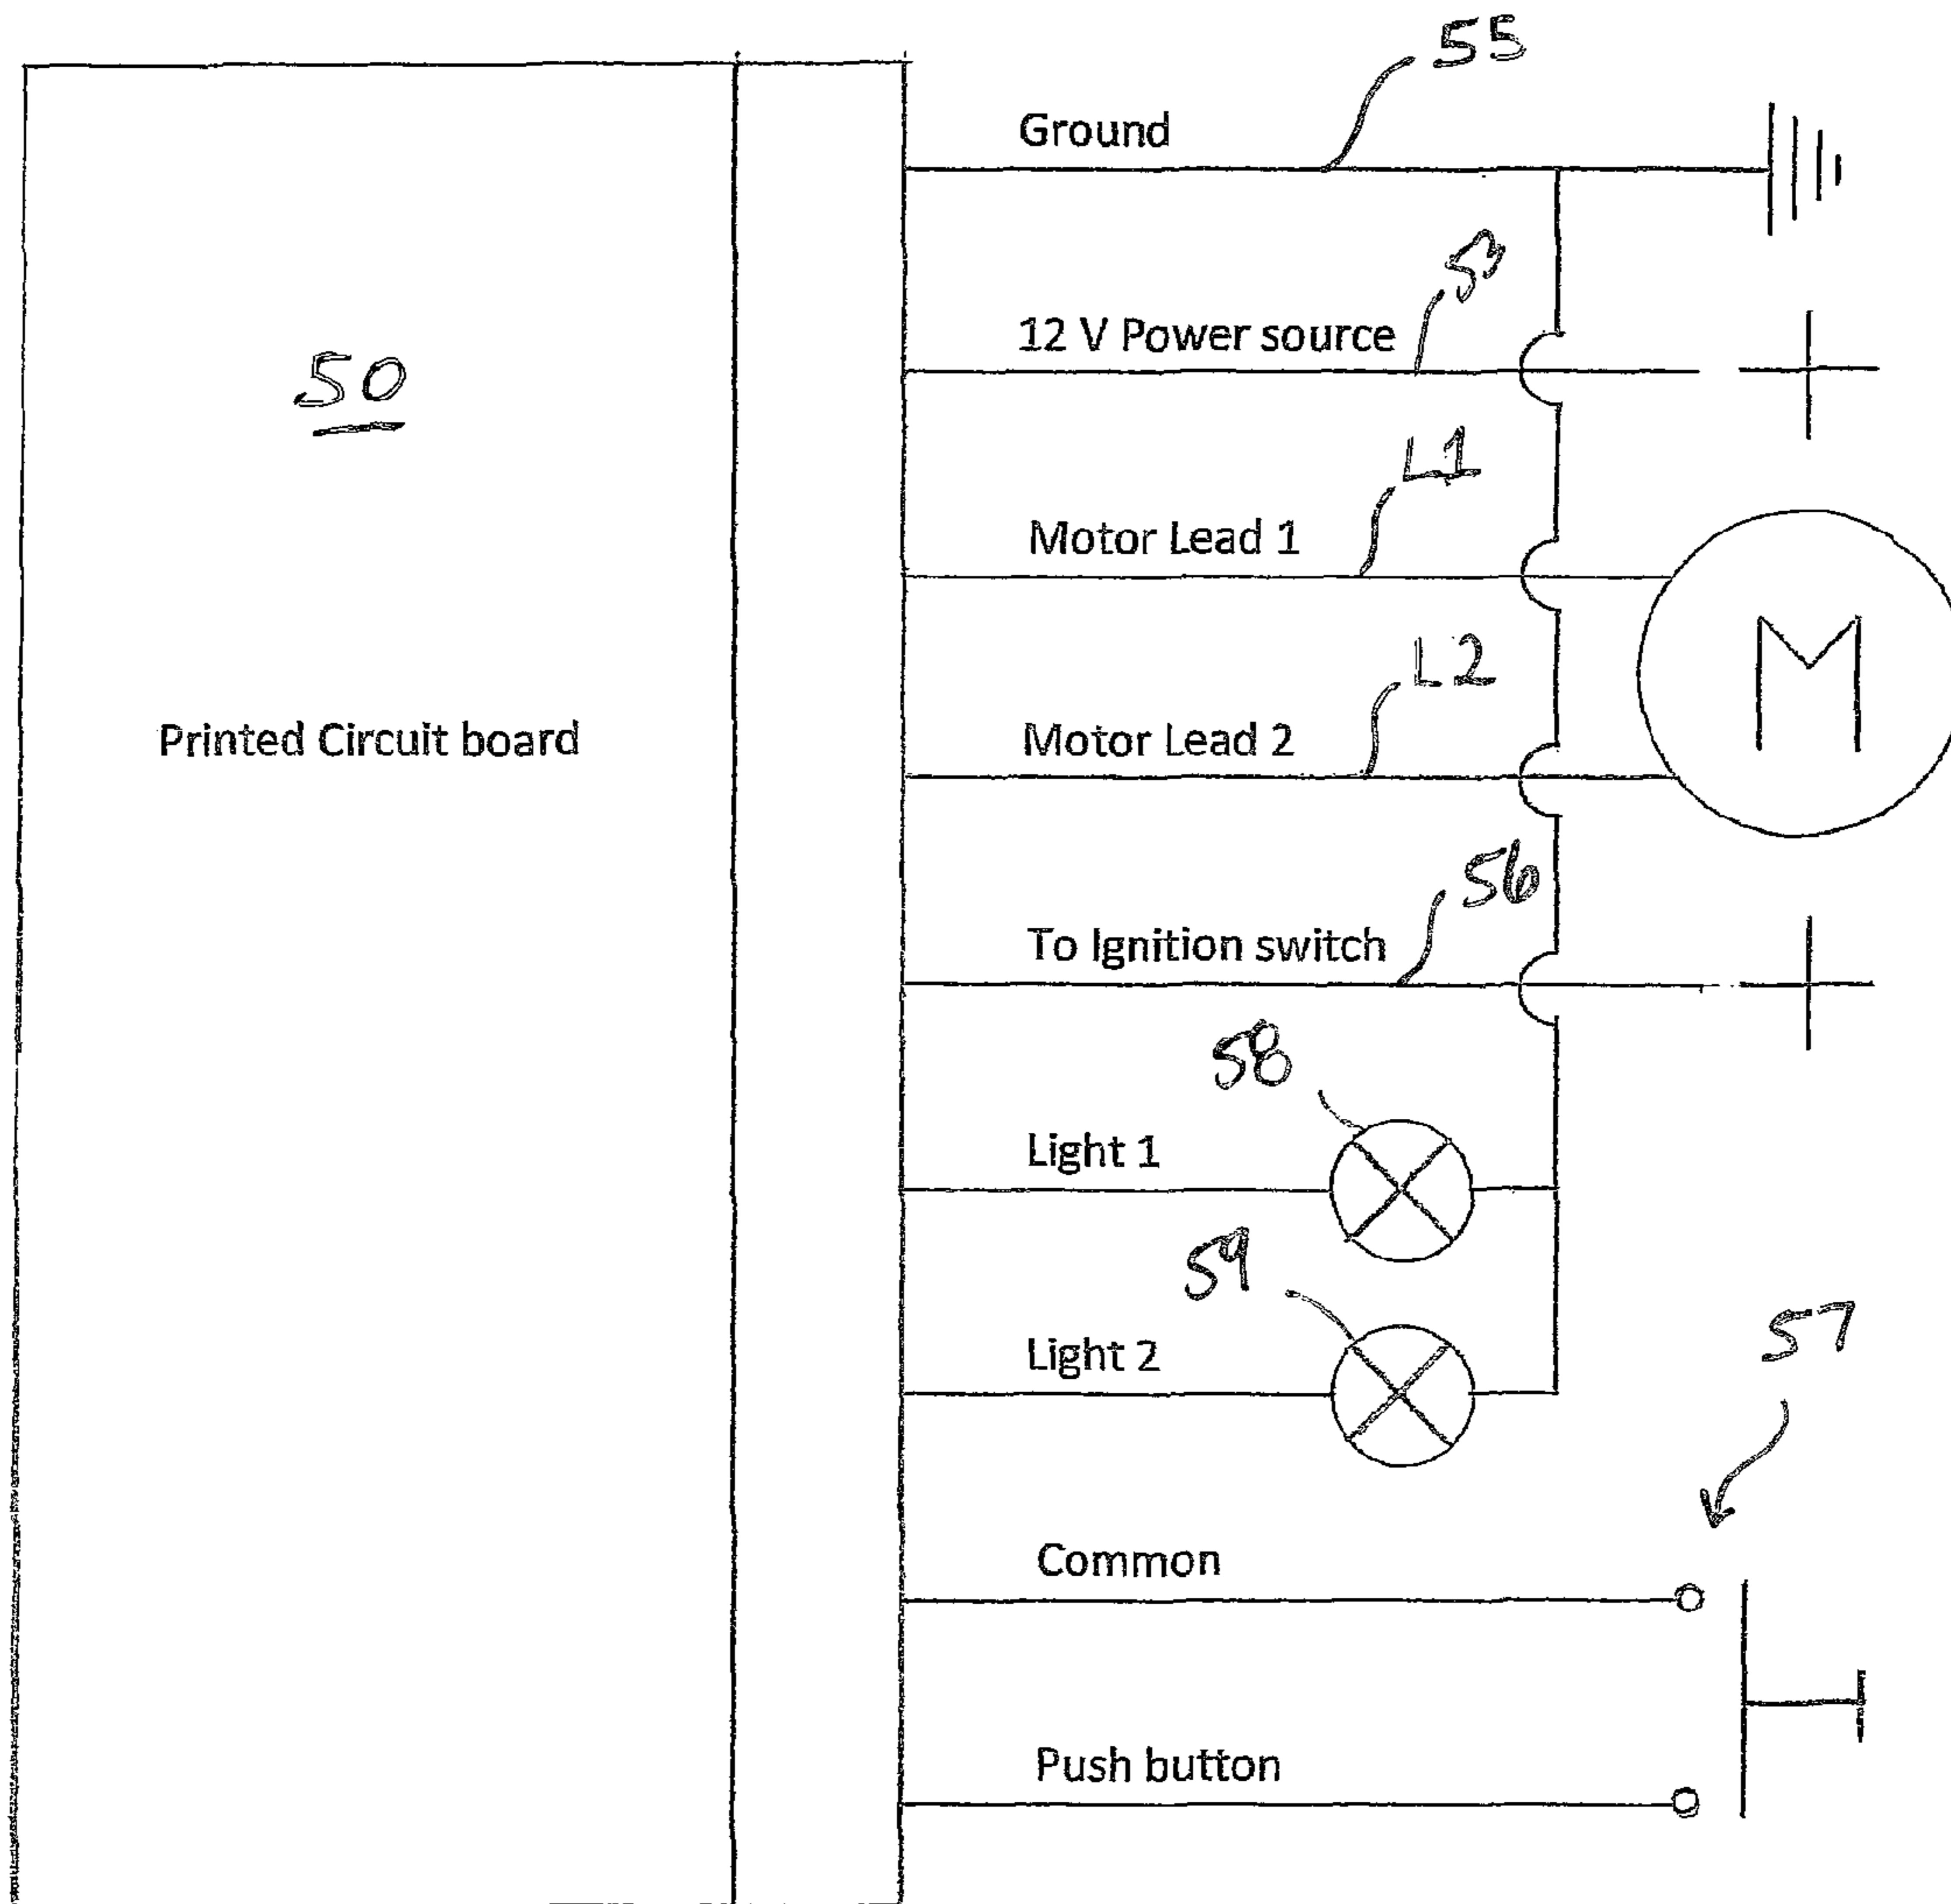 55
Ground
53
12 V Power source
50
L1
Motor Lead 1
L2
M
Printed Circuit board
Motor Lead 2
56
To Ignition switch
58
Light 1
59
57
Light 2
Common
Push button